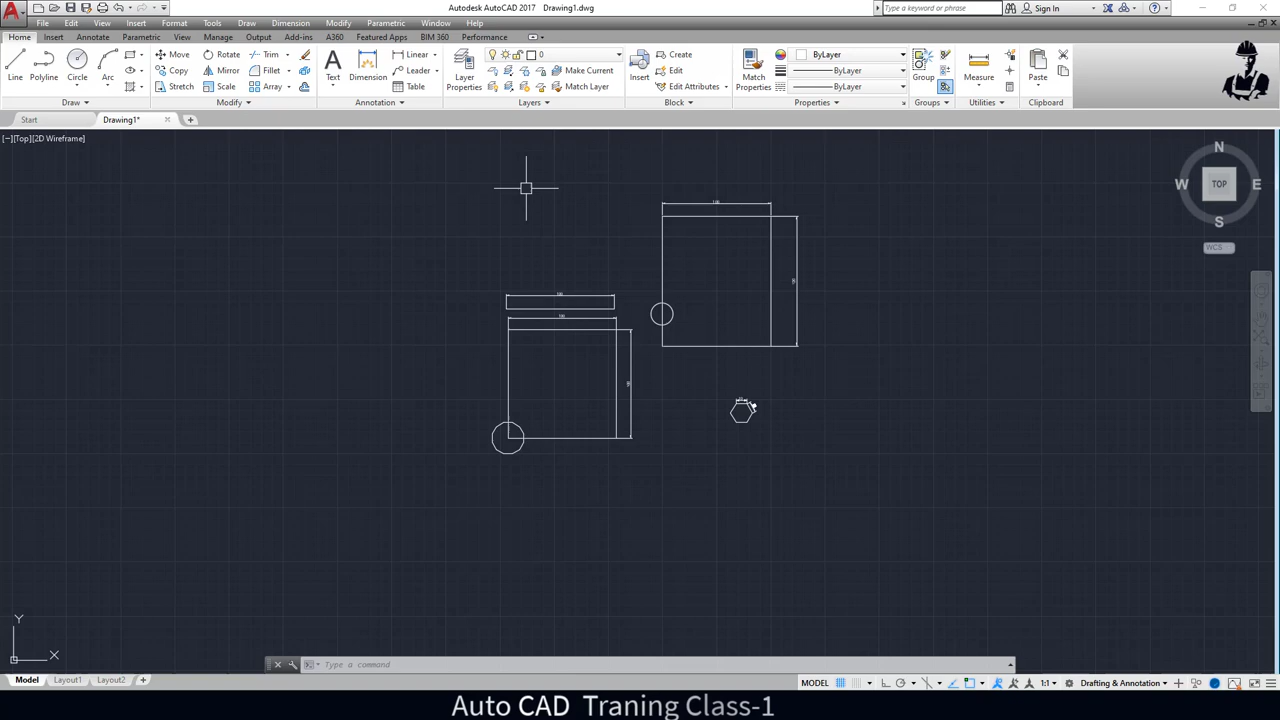 Autodesk AutoCAD 2017 Drawing1.dwg
Type a keyword or phrase
Sign In
File Edit View Insert Format Tools Draw Dimension Modify Parametric Window Help
Home Insert Annotate Parametric View Manage Output Add-ins A360 Featured Apps BIM 360 Performance
Line Polyline Circle Arc
Move Rotate Trim
Copy Mirror Fillet
Stretch Scale Array
Text Dimension
Linear
Leader
Table
Layer Properties
0
Make Current
Match Layer
Insert
Create
Edit
Edit Attributes
Match Properties
ByLayer
ByLayer
ByLayer
Group
Measure
Paste
Draw Modify Annotation Layers Block Properties Groups Utilities Clipboard
Start Drawing1*
[−][Top][2D Wireframe]
N
W TOP E
S
WCS
Y
X
Type a command
Model Layout1 Layout2
MODEL
1:1
Drafting & Annotation
Auto CAD Traning Class-1